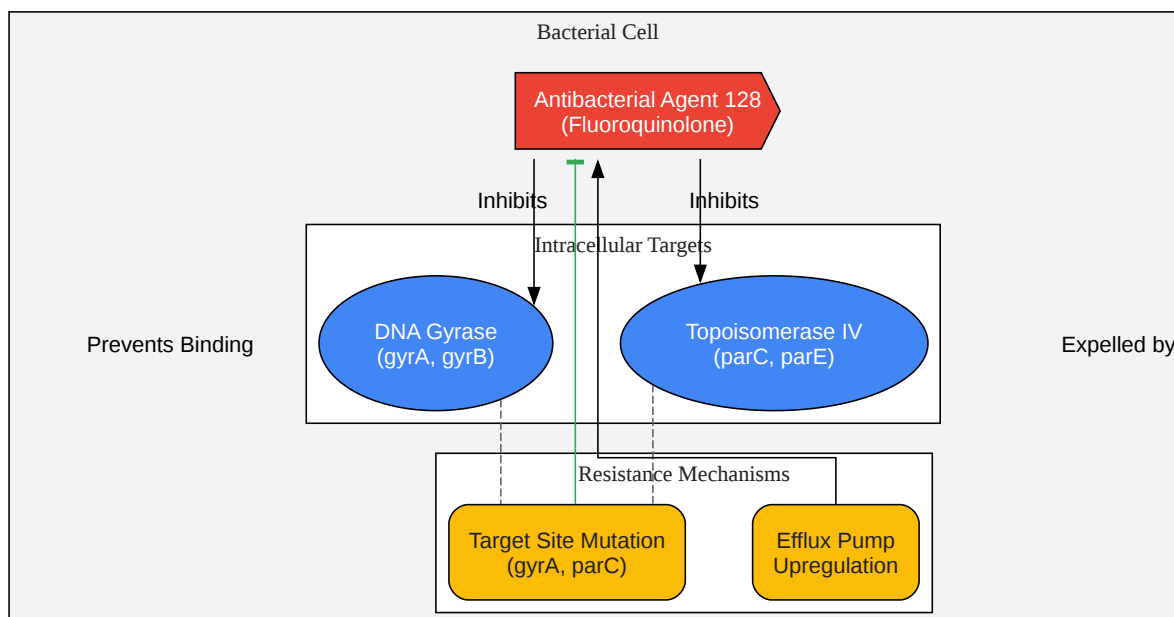 Bacterial Cell
Antibacterial Agent 128
(Fluoroquinolone)
Inhibits
Inhibits
Intracellular Targets
DNA Gyrase
(gyrA, gyrB)
Topoisomerase IV
(parC, parE)
Prevents Binding
Expelled by
Resistance Mechanisms
Target Site Mutation
(gyrA, parC)
Efflux Pump
Upregulation